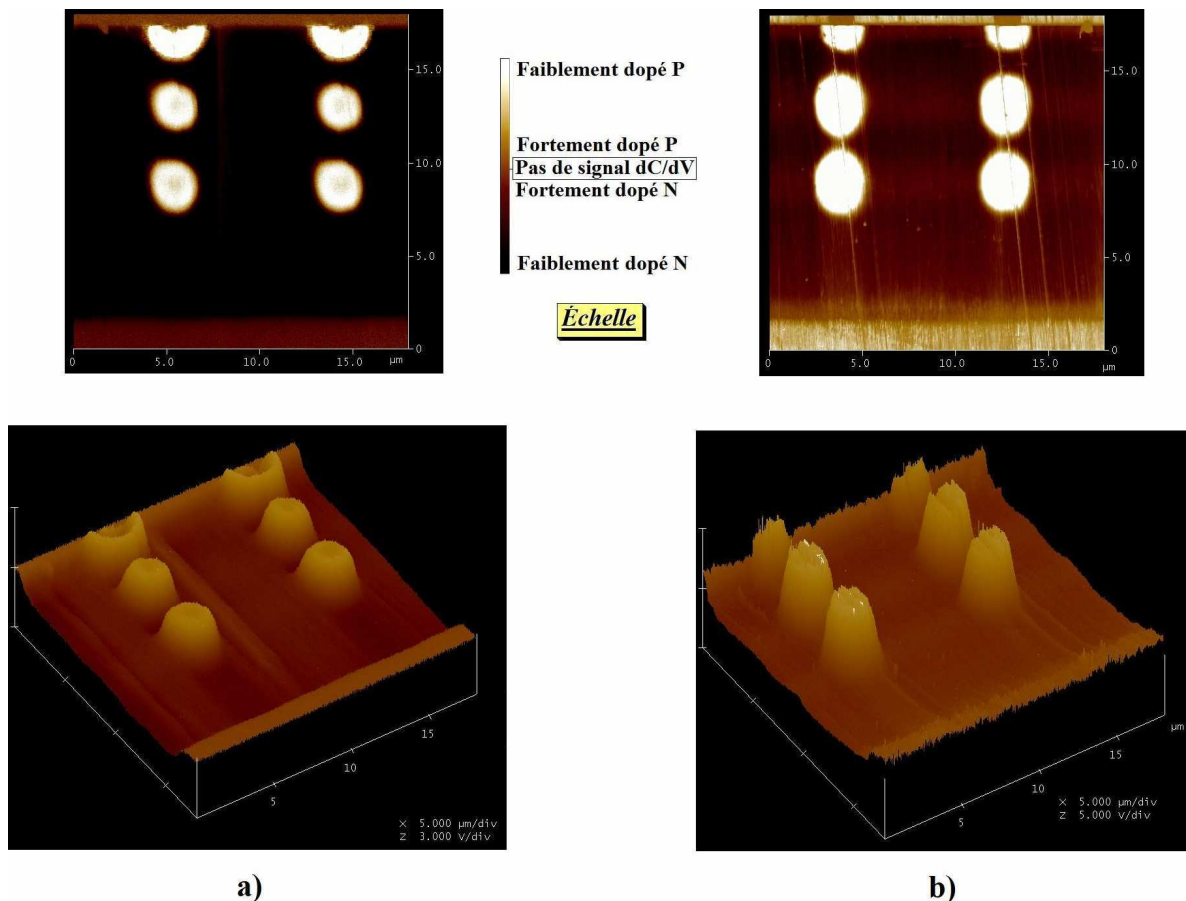 15.0
10.0
5.0
0
0 5.0 10.0 15.0
µm
Faiblement dopé P
Fortement dopé P
Pas de signal dC/dV
Fortement dopé N
Faiblement dopé N
Échelle
15.0
10.0
5.0
0
0 5.0 10.0 15.0
µm
5
10
15
X 5.000 µm/div
Z 3.000 V/div
5
10
15
µm
X 5.000 µm/div
Z 5.000 V/div
a)
b)